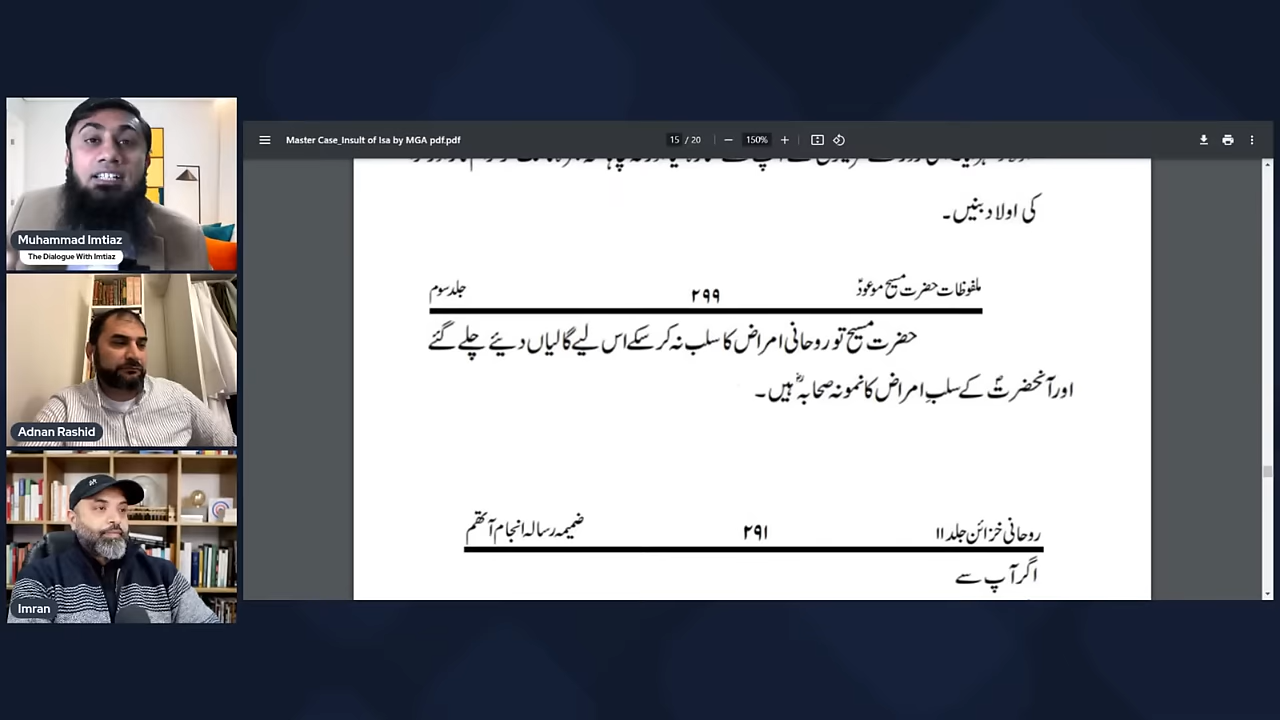 Master Case_Insult of Isa by MGA pdf.pdf
15 / 20
150%
کی اولاد بنیں۔
ملفوظات حضرت مسیح موعودؑ ۲۹۹ جلد سوم
حضرت مسیح تو روحانی امراض کا سلب نہ کر سکے اس لیے گالیاں دیئے چلے گئے
اور آنحضرتؐ کے سلبِ امراض کا نمونہ صحابہؓ ہیں۔
روحانی خزائن جلد ۱۱ ۲۹۱ ضمیمہ رسالہ انجام آتھم
اگر آپ سے
Muhammad Imtiaz
The Dialogue With Imtiaz
Adnan Rashid
Imran